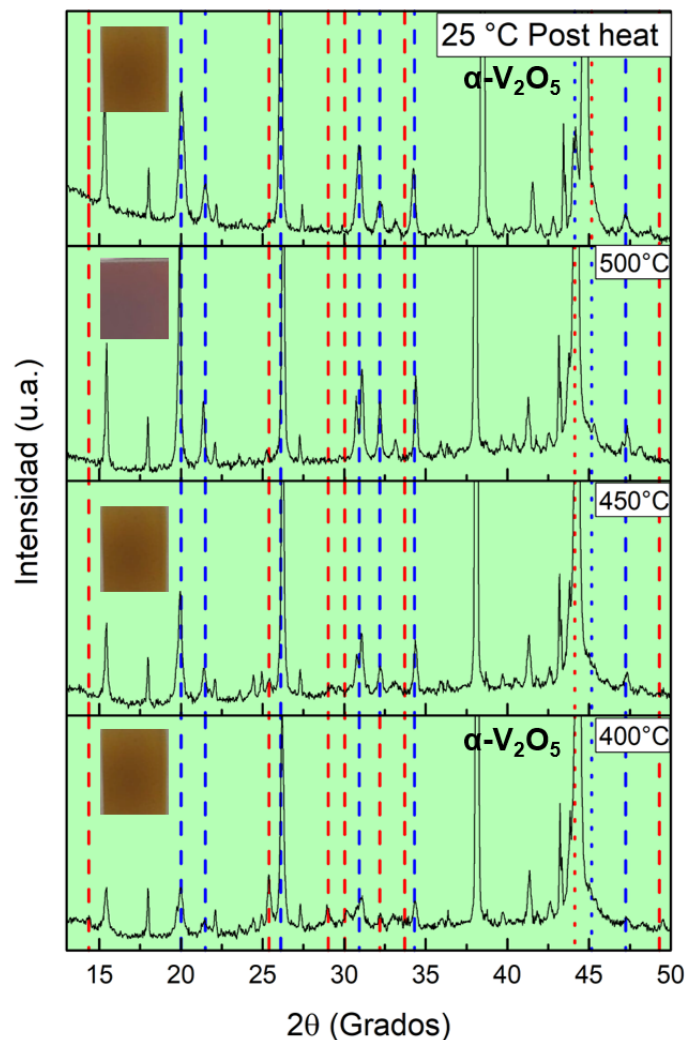 25 °C Post heat
α-V₂O₅
500°C
450°C
α-V₂O₅
400°C
Intensidad (u.a.)
15 20 25 30 35 40 45 50
2θ (Grados)